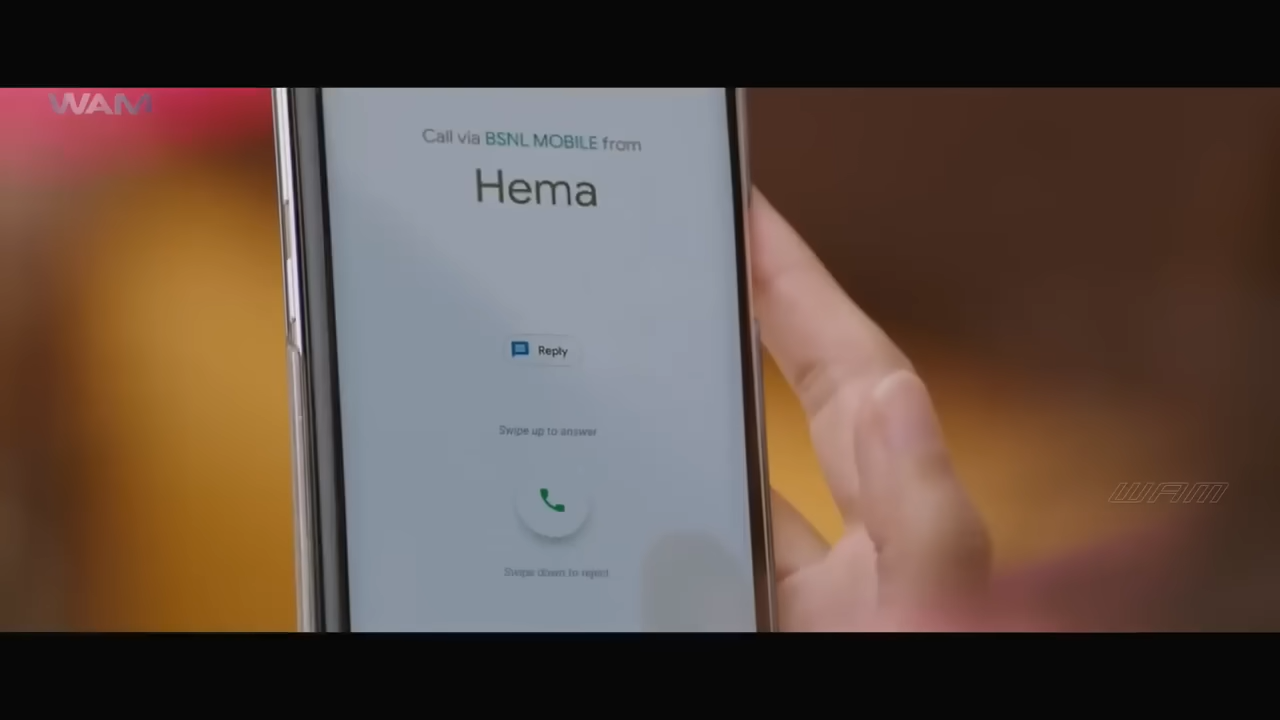 WAM
Call via BSNL MOBILE from
Hema
Reply
Swipe up to answer
WAM
Swipe down to reject